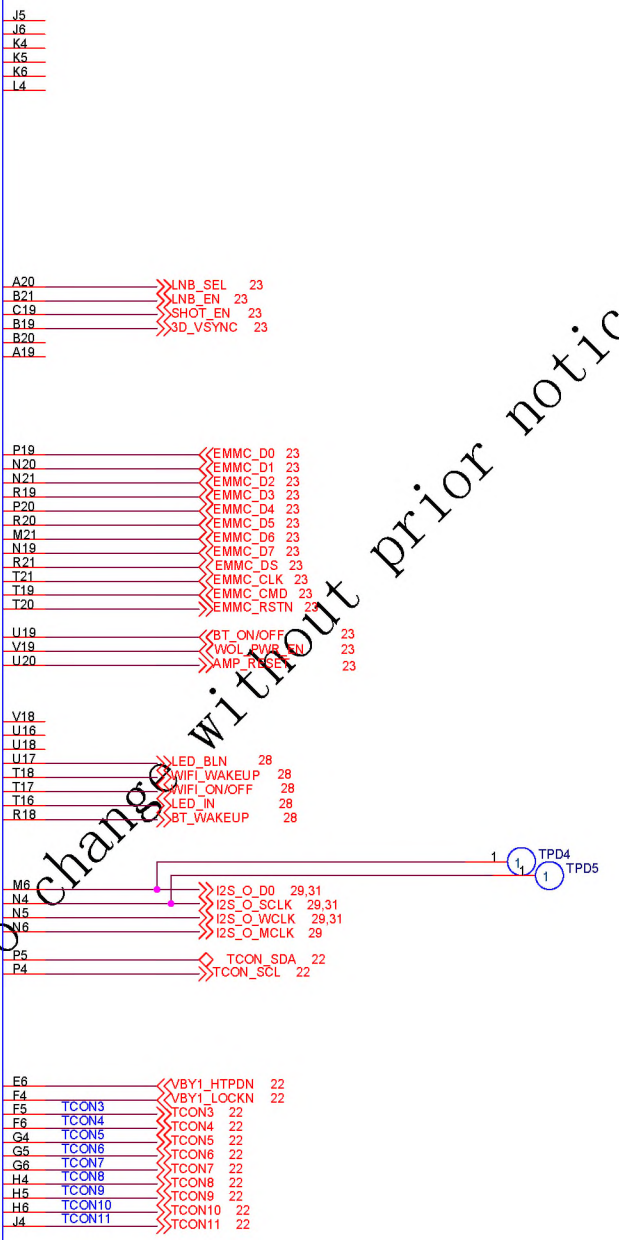 J5
J6
K4
K5
K6
L4
A20 LNB_SEL 23
B21 LNB_EN 23
C19 SHOT_EN 23
B19 3D_VSYNC 23
B20
A19
P19 EMMC_D0 23
N20 EMMC_D1 23
N21 EMMC_D2 23
R19 EMMC_D3 23
P20 EMMC_D4 23
R20 EMMC_D5 23
M21 EMMC_D6 23
N19 EMMC_D7 23
R21 EMMC_DS 23
T21 EMMC_CLK 23
T19 EMMC_CMD 23
T20 EMMC_RSTN 23
U19 BT_ON/OFF 23
V19 WOL_PWR_EN 23
U20 AMP_RESET 23
V18
U16
U18
U17 LED_BLN 28
T18 WIFI_WAKEUP 28
T17 WIFI_ON/OFF 28
T16 LED_IN 28
R18 BT_WAKEUP 28
1 1 TPD4
1 1 TPD5
M6 I2S_O_D0 29,31
N4 I2S_O_SCLK 29,31
N5 I2S_O_WCLK 29,31
N6 I2S_O_MCLK 29
P5 TCON_SDA 22
P4 TCON_SCL 22
E6 VBY1_HTPDN 22
F4 VBY1_LOCKN 22
F5 TCON3 TCON3 22
F6 TCON4 TCON4 22
G4 TCON5 TCON5 22
G5 TCON6 TCON6 22
G6 TCON7 TCON7 22
H4 TCON8 TCON8 22
H5 TCON9 TCON9 22
H6 TCON10 TCON10 22
J4 TCON11 TCON11 22
o change without prior notic